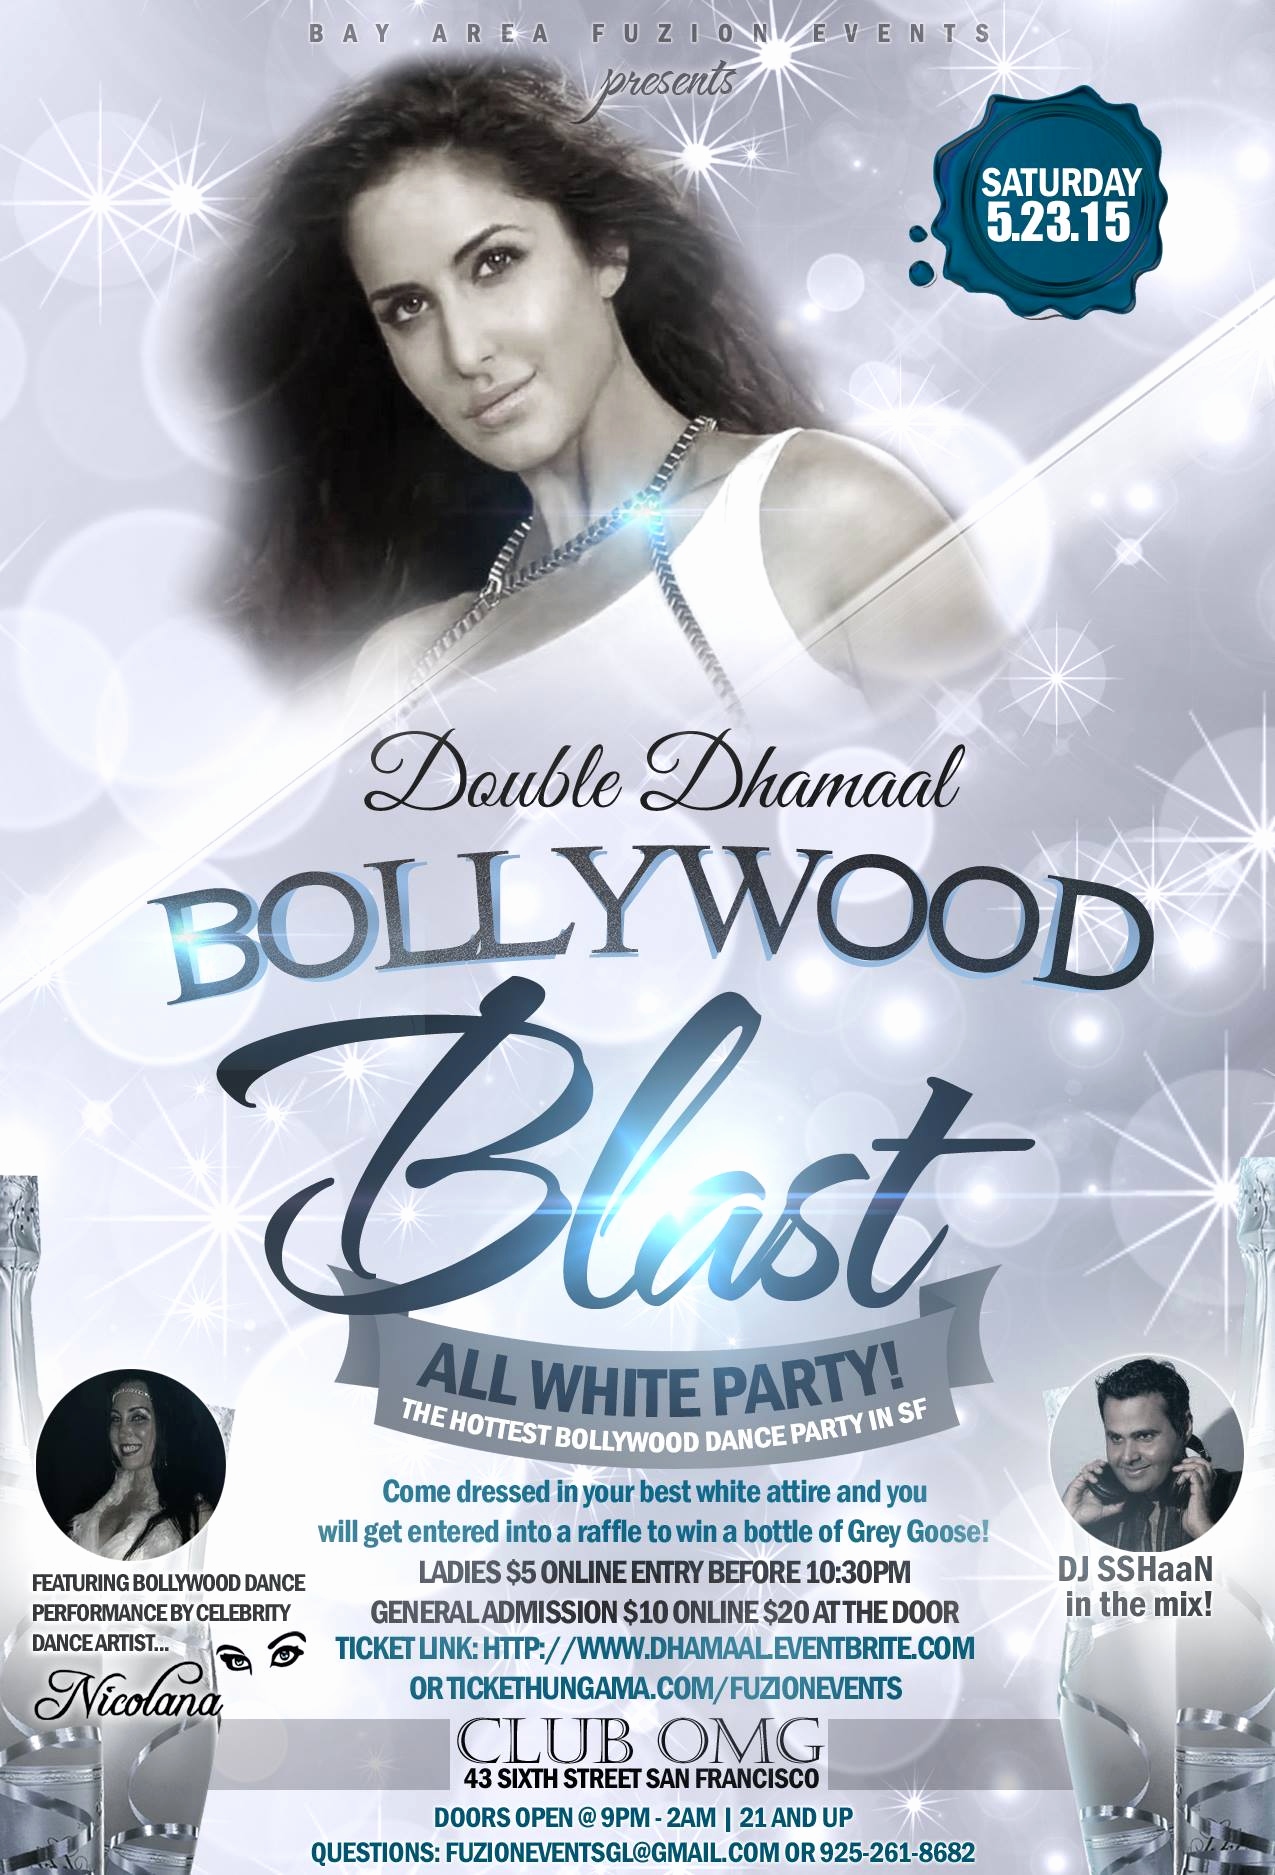 BAY AREA FUZION EVENTS
presents
SATURDAY
5.23.15
Double Dhamaal
BOLLYWOOD
Blast
ALL WHITE PARTY!
THE HOTTEST BOLLYWOOD DANCE PARTY IN SF
Come dressed in your best white attire and you
will get entered into a raffle to win a bottle of Grey Goose!
LADIES $5 ONLINE ENTRY BEFORE 10:30PM
GENERAL ADMISSION $10 ONLINE $20 AT THE DOOR
TICKET LINK: HTTP://WWW.DHAMAAL.EVENTBRITE.COM
OR TICKETHUNGAMA.COM/FUZIONEVENTS
FEATURING BOLLYWOOD DANCE
PERFORMANCE BY CELEBRITY
DANCE ARTIST...
Nicolana
DJ SSHaaN
in the mix!
CLUB OMG
43 SIXTH STREET SAN FRANCISCO
DOORS OPEN @ 9PM - 2AM | 21 AND UP
QUESTIONS: FUZIONEVENTSGL@GMAIL.COM OR 925-261-8682